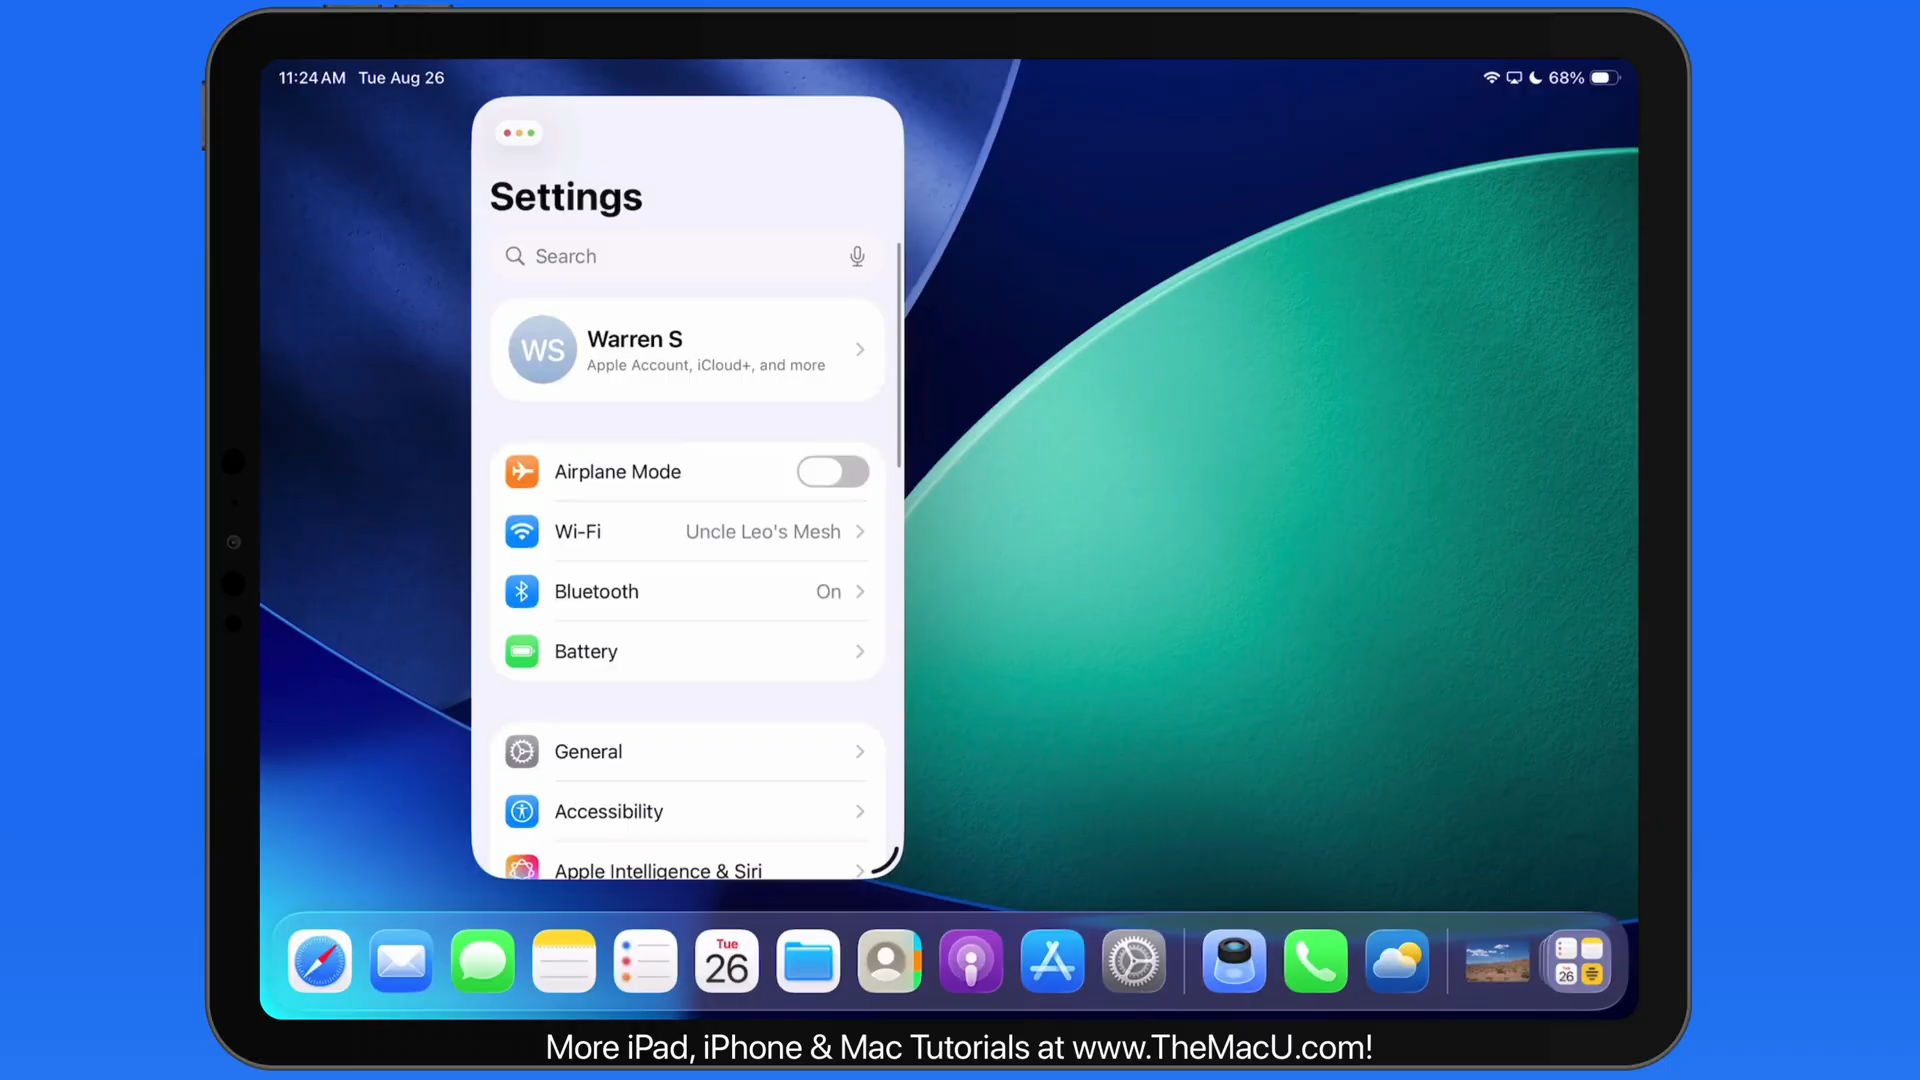 11:24 AM Tue Aug 26
68%
Settings
Search
WS
Warren S
Apple Account, iCloud+, and more
Airplane Mode
Wi-Fi Uncle Leo's Mesh
Bluetooth On
Battery
General
Accessibility
Apple Intelligence & Siri
Tue
26
26
More iPad, iPhone & Mac Tutorials at www.TheMacU.com!